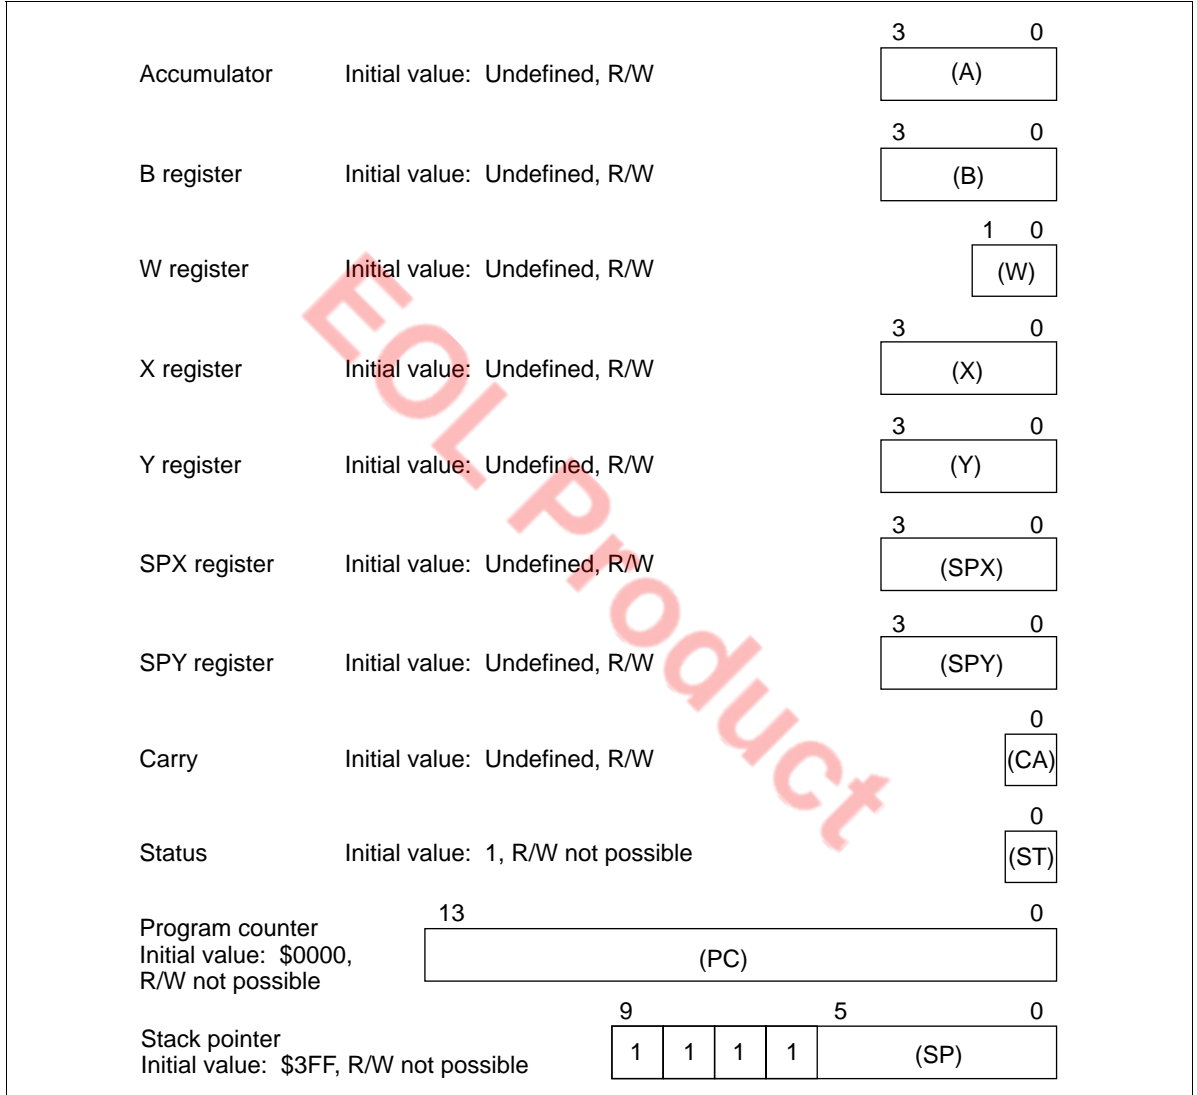 3 0
Accumulator Initial value: Undefined, R/W (A)
3 0
B register Initial value: Undefined, R/W (B)
1 0
W register Initial value: Undefined, R/W (W)
3 0
X register Initial value: Undefined, R/W (X)
3 0
Y register Initial value: Undefined, R/W (Y)
3 0
SPX register Initial value: Undefined, R/W (SPX)
3 0
SPY register Initial value: Undefined, R/W (SPY)
0
Carry Initial value: Undefined, R/W (CA)
0
Status Initial value: 1, R/W not possible (ST)
13 0
Program counter
Initial value: $0000, (PC)
R/W not possible
9 5 0
Stack pointer
Initial value: $3FF, R/W not possible 1 1 1 1 (SP)
EOL Product